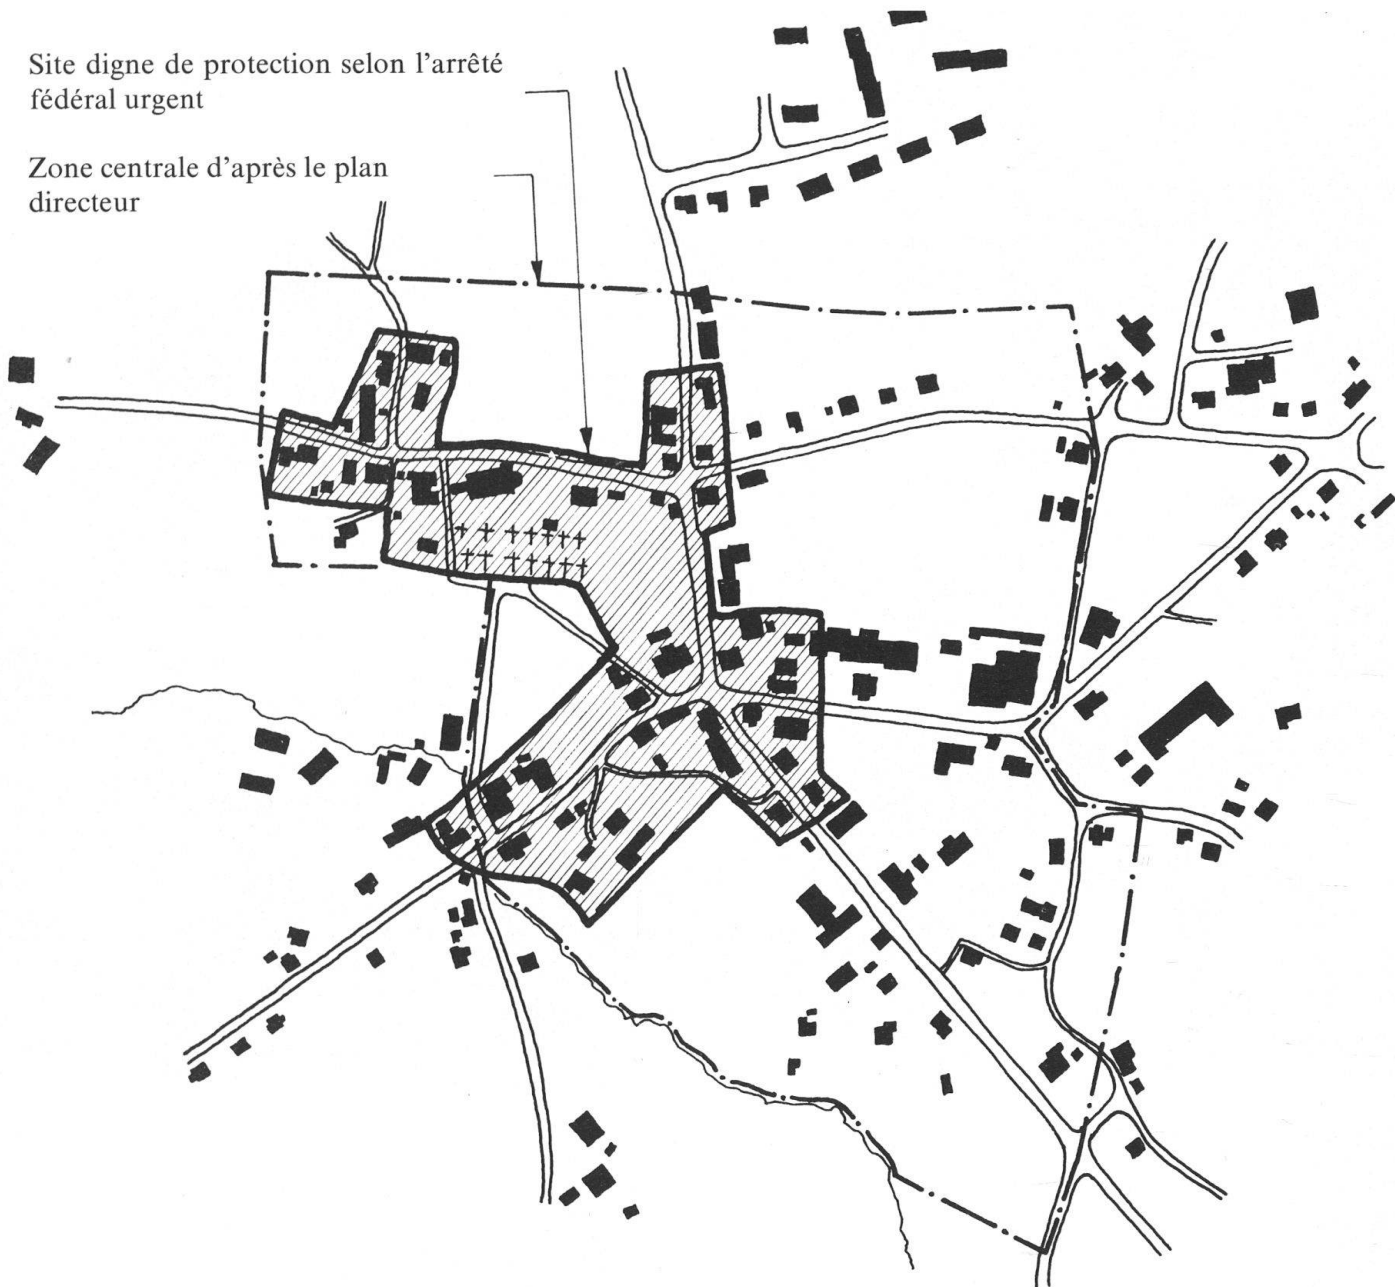 Site digne de protection selon l'arrêté
fédéral urgent
Zone centrale d'après le plan
directeur